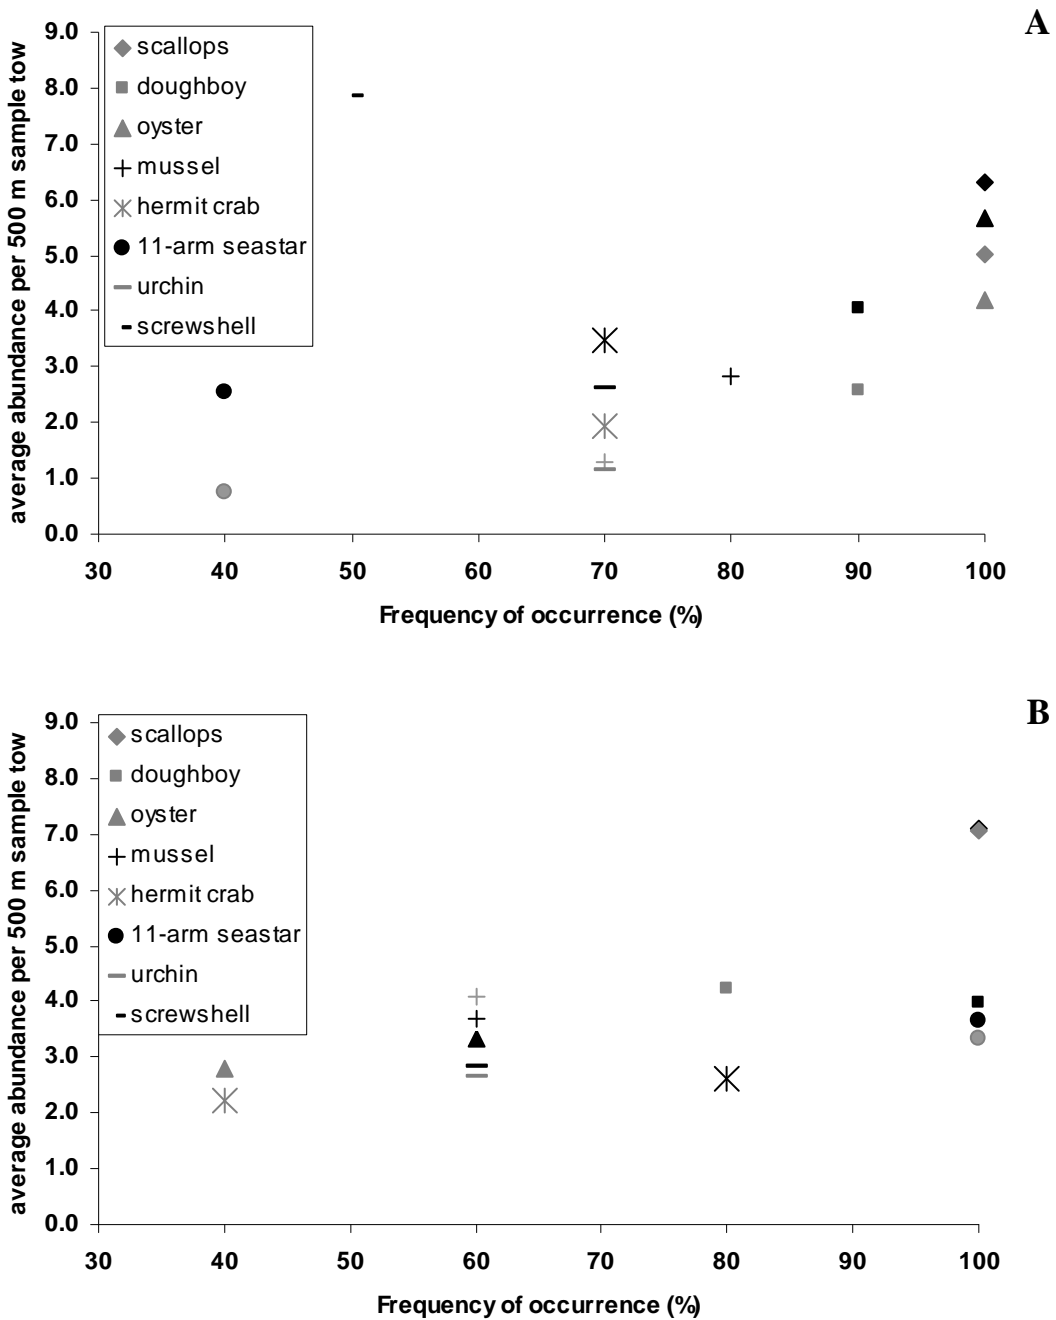 A
average abundance per 500 m sample tow
9.0
8.0
7.0
6.0
5.0
4.0
3.0
2.0
1.0
0.0
scallops
doughboy
oyster
mussel
hermit crab
11-arm seastar
urchin
screwshell
30 40 50 60 70 80 90 100
Frequency of occurrence (%)
B
average abundance per 500 m sample tow
9.0
8.0
7.0
6.0
5.0
4.0
3.0
2.0
1.0
0.0
scallops
doughboy
oyster
mussel
hermit crab
11-arm seastar
urchin
screwshell
30 40 50 60 70 80 90 100
Frequency of occurrence (%)